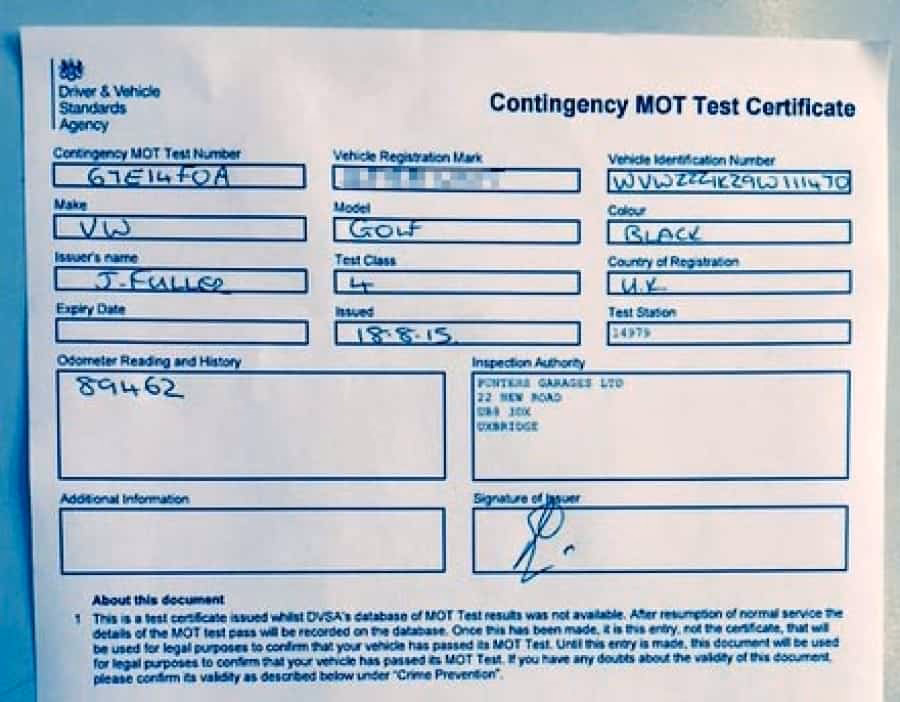 Driver & Vehicle
Standards
Agency
Contingency MOT Test Certificate
Contingency MOT Test Number
G7E14FOA
Vehicle Registration Mark
Vehicle Identification Number
WVWZZZ1KZ9W111470
Make
VW
Model
GOLF
Colour
BLACK
Issuer's name
J. FULLER
Test Class
4
Country of Registration
U.K.
Expiry Date
Issued
18.8.15.
Test Station
14979
Odometer Reading and History
89462
Inspection Authority
PUNTERS GARAGES LTD
22 NEW ROAD
UB8 3DX
UXBRIDGE
Additional Information
Signature of Issuer
About this document
1 This is a test certificate issued whilst DVSA's database of MOT Test results was not available. After resumption of normal service the
details of the MOT test pass will be recorded on the database. Once this has been made, it is this entry, not the certificate, that will
be used for legal purposes to confirm that your vehicle has passed its MOT Test. Until this entry is made, this document will be used
for legal purposes to confirm that your vehicle has passed its MOT Test. If you have any doubts about the validity of this document,
please confirm its validity as described below under "Crime Prevention".